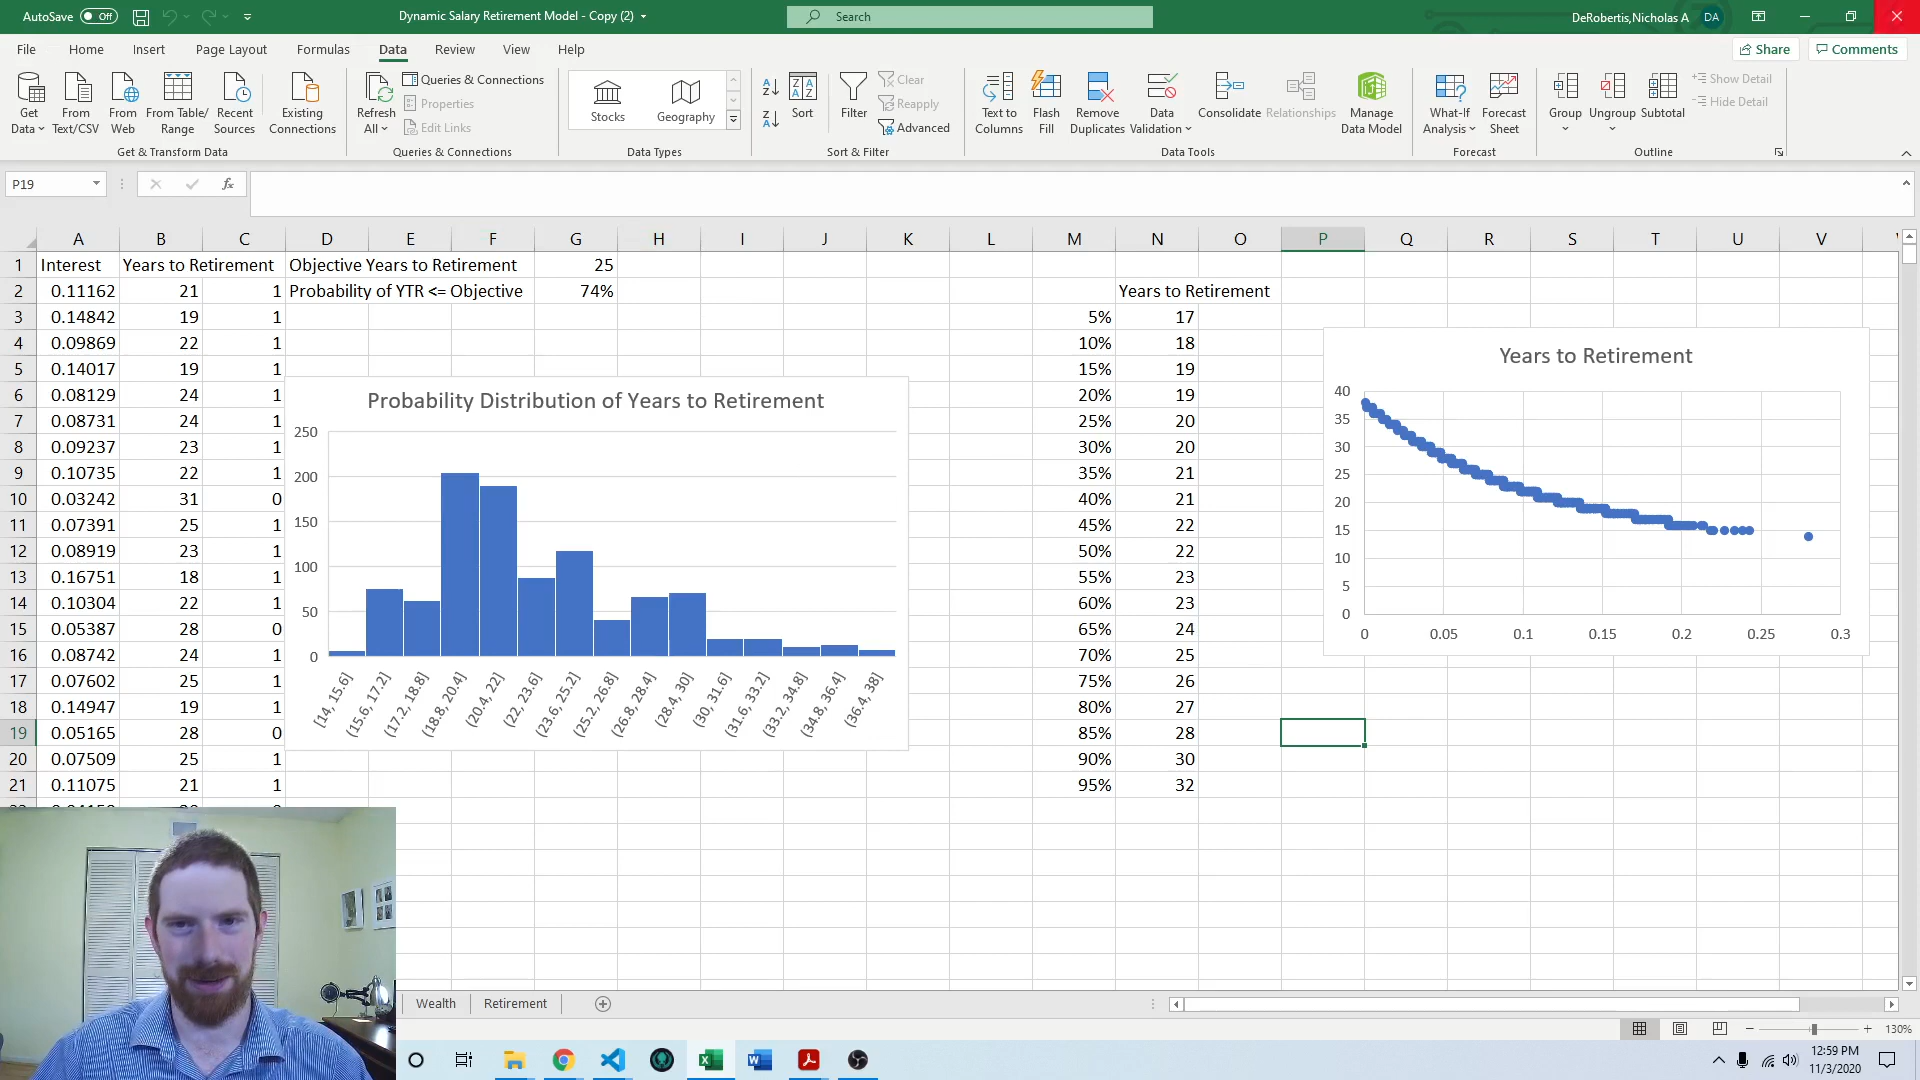 AutoSave Off
Dynamic Salary Retirement Model - Copy (2)
Search
DeRobertis,Nicholas A DA
File Home Insert Page Layout Formulas Data Review View Help
Share Comments
Get Data From Text/CSV From Web From Table/ Range Recent Sources Existing Connections
Get & Transform Data
Refresh All Queries & Connections Properties Edit Links
Queries & Connections
Stocks Geography
Data Types
Sort Filter Clear Reapply Advanced
Sort & Filter
Text to Columns Flash Fill Remove Duplicates Data Validation Consolidate Relationships Manage Data Model
Data Tools
What-If Analysis Forecast Sheet
Forecast
Group Ungroup Subtotal Show Detail Hide Detail
Outline
P19 fx
A B C D E F G H I J K L M N O P Q R S T U V
1 Interest Years to Retirement Objective Years to Retirement 25
2 0.11162 21 1 Probability of YTR <= Objective 74% Years to Retirement
3 0.14842 19 1 5% 17
4 0.09869 22 1 10% 18
5 0.14017 19 1 15% 19
6 0.08129 24 1 20% 19
7 0.08731 24 1 25% 20
8 0.09237 23 1 30% 20
9 0.10735 22 1 35% 21
10 0.03242 31 0 40% 21
11 0.07391 25 1 45% 22
12 0.08919 23 1 50% 22
13 0.16751 18 1 55% 23
14 0.10304 22 1 60% 23
15 0.05387 28 0 65% 24
16 0.08742 24 1 70% 25
17 0.07602 25 1 75% 26
18 0.14947 19 1 80% 27
19 0.05165 28 0 85% 28
20 0.07509 25 1 90% 30
21 0.11075 21 1 95% 32
Probability Distribution of Years to Retirement
250
200
150
100
50
0
[14, 15.6] (15.6, 17.2] (17.2, 18.8] (18.8, 20.4] (20.4, 22] (22, 23.6] (23.6, 25.2] (25.2, 26.8] (26.8, 28.4] (28.4, 30] (30, 31.6] (31.6, 33.2] (33.2, 34.8] (34.8, 36.4] (36.4, 38]
Years to Retirement
40
35
30
25
20
15
10
5
0
0 0.05 0.1 0.15 0.2 0.25 0.3
Wealth Retirement
130%
12:59 PM
11/3/2020